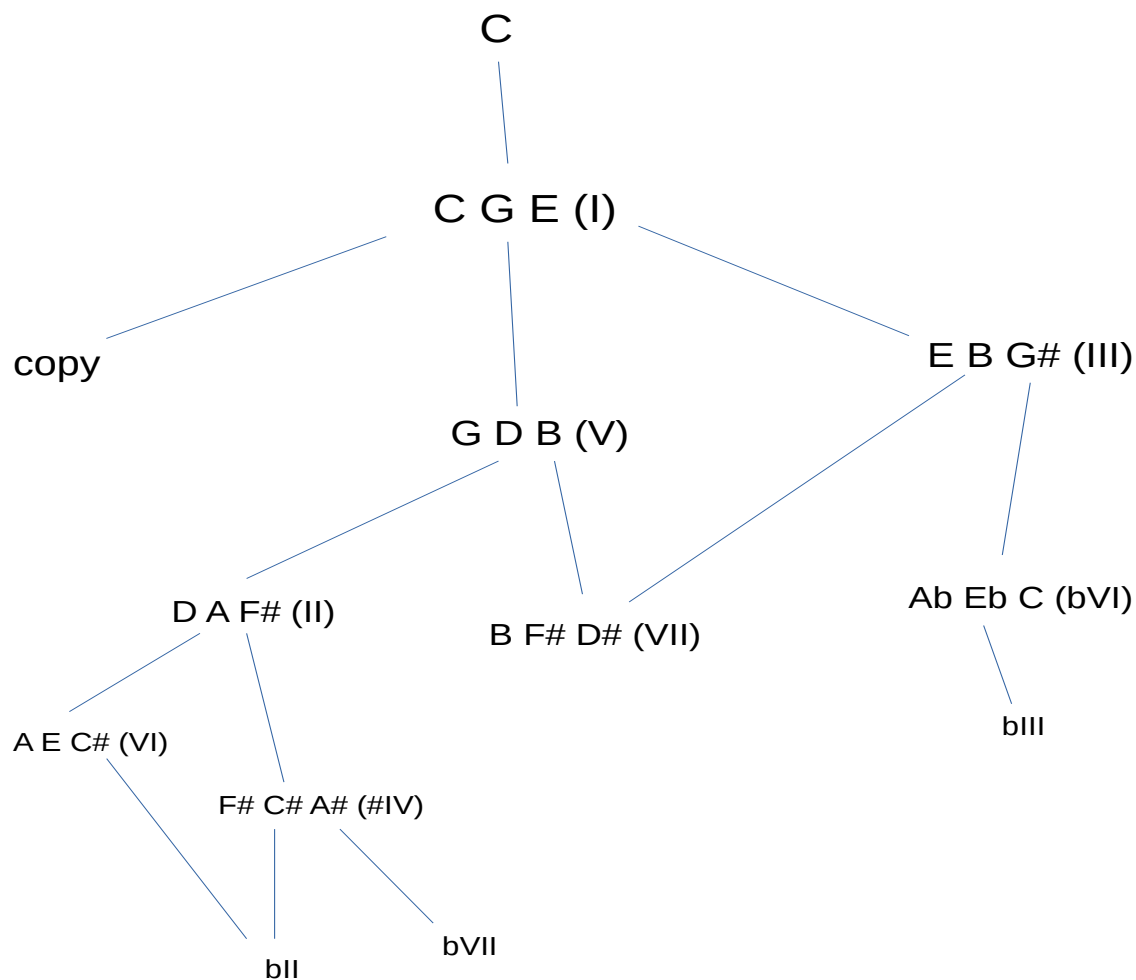 C
C G E (I)
copy
E B G# (III)
G D B (V)
D A F# (II)
B F# D# (VII)
Ab Eb C (bVI)
bIII
A E C# (VI)
F# C# A# (#IV)
bVII
bII